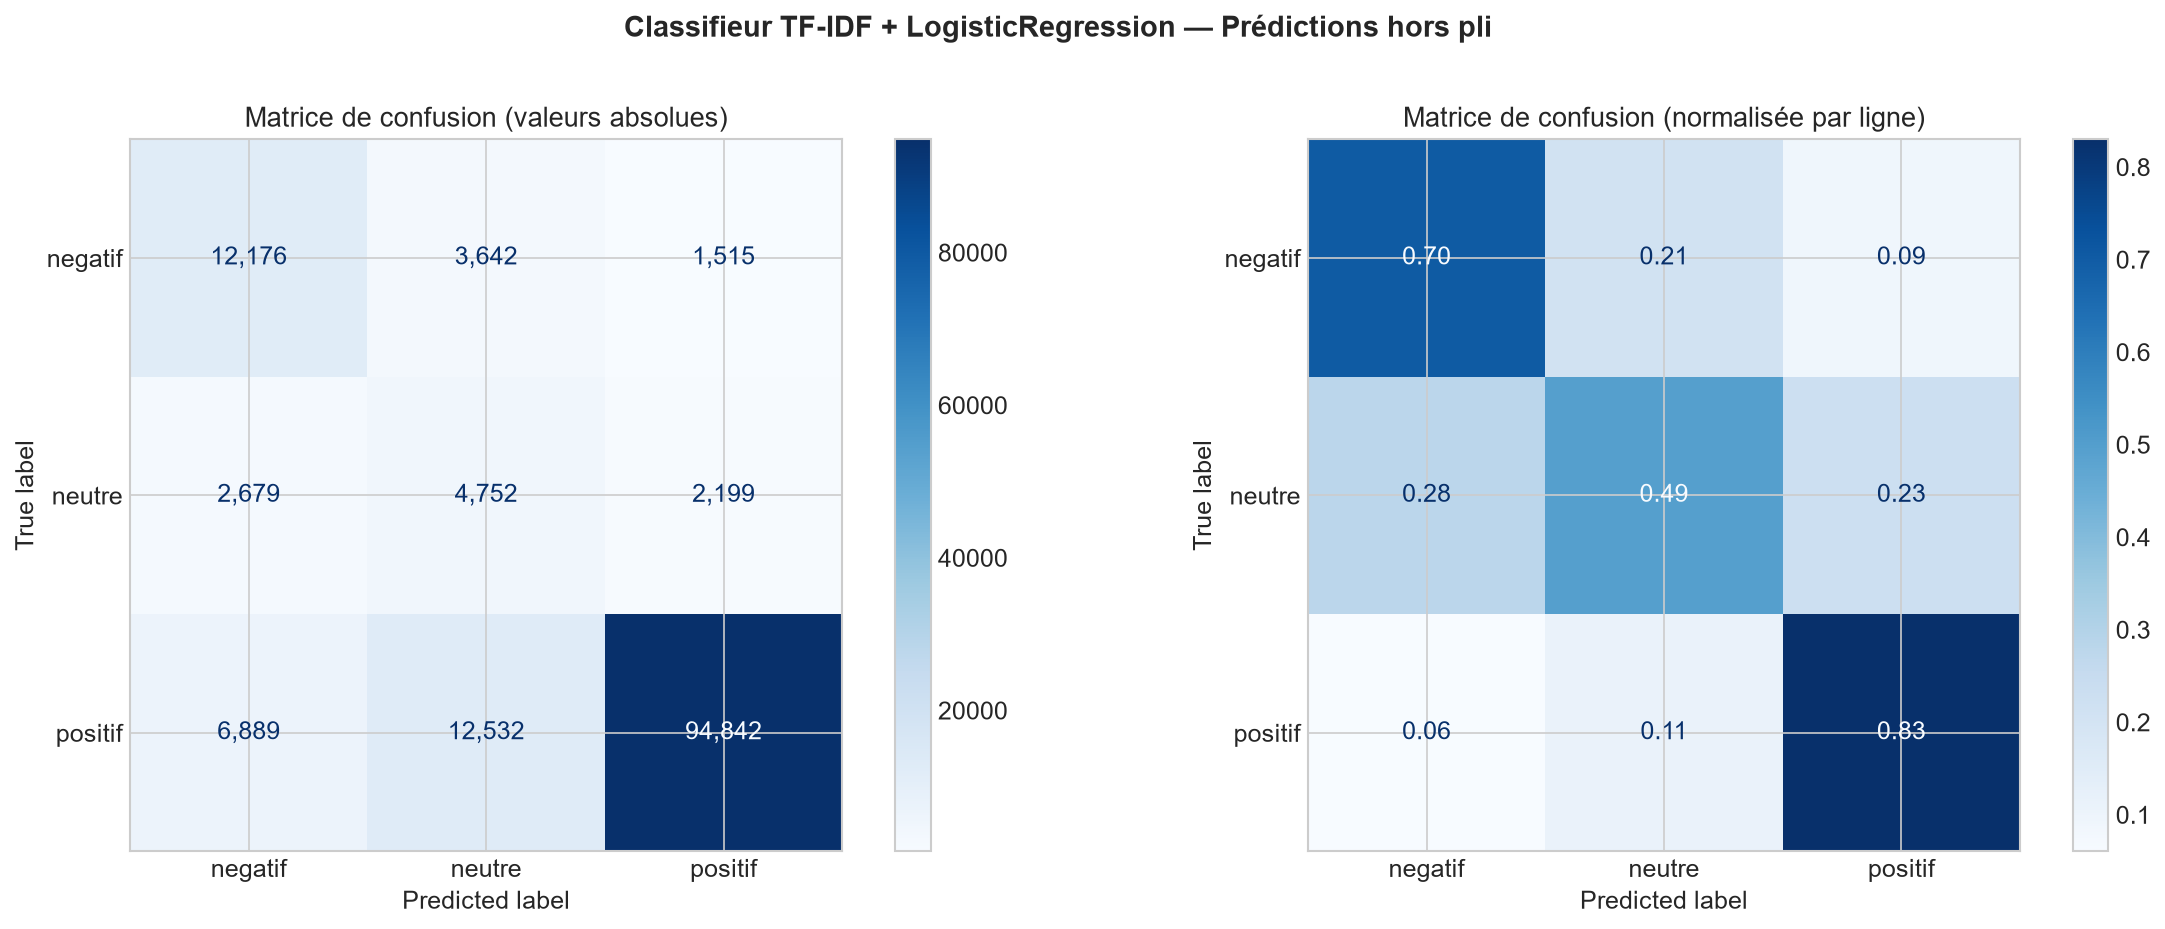 Classifieur TF-IDF + LogisticRegression — Prédictions hors pli
Matrice de confusion (valeurs absolues)
negatif
neutre
positif
True label
12,176 3,642 1,515
2,679 4,752 2,199
6,889 12,532 94,842
negatif neutre positif
Predicted label
80000
60000
40000
20000
Matrice de confusion (normalisée par ligne)
negatif
neutre
positif
True label
0.70 0.21 0.09
0.28 0.49 0.23
0.06 0.11 0.83
negatif neutre positif
Predicted label
0.8
0.7
0.6
0.5
0.4
0.3
0.2
0.1